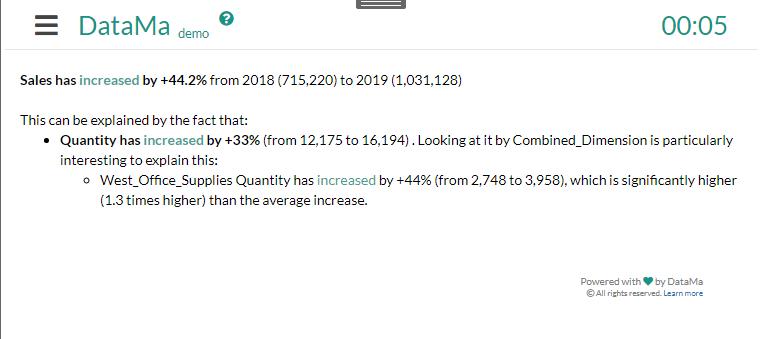 DataMa demo ? 00:05
Sales has increased by +44.2% from 2018 (715,220) to 2019 (1,031,128)
This can be explained by the fact that:
• Quantity has increased by +33% (from 12,175 to 16,194) . Looking at it by Combined_Dimension is particularly
interesting to explain this:
○ West_Office_Supplies Quantity has increased by +44% (from 2,748 to 3,958), which is significantly higher
(1.3 times higher) than the average increase.
Powered with ♥ by DataMa
© All rights reserved. Learn more